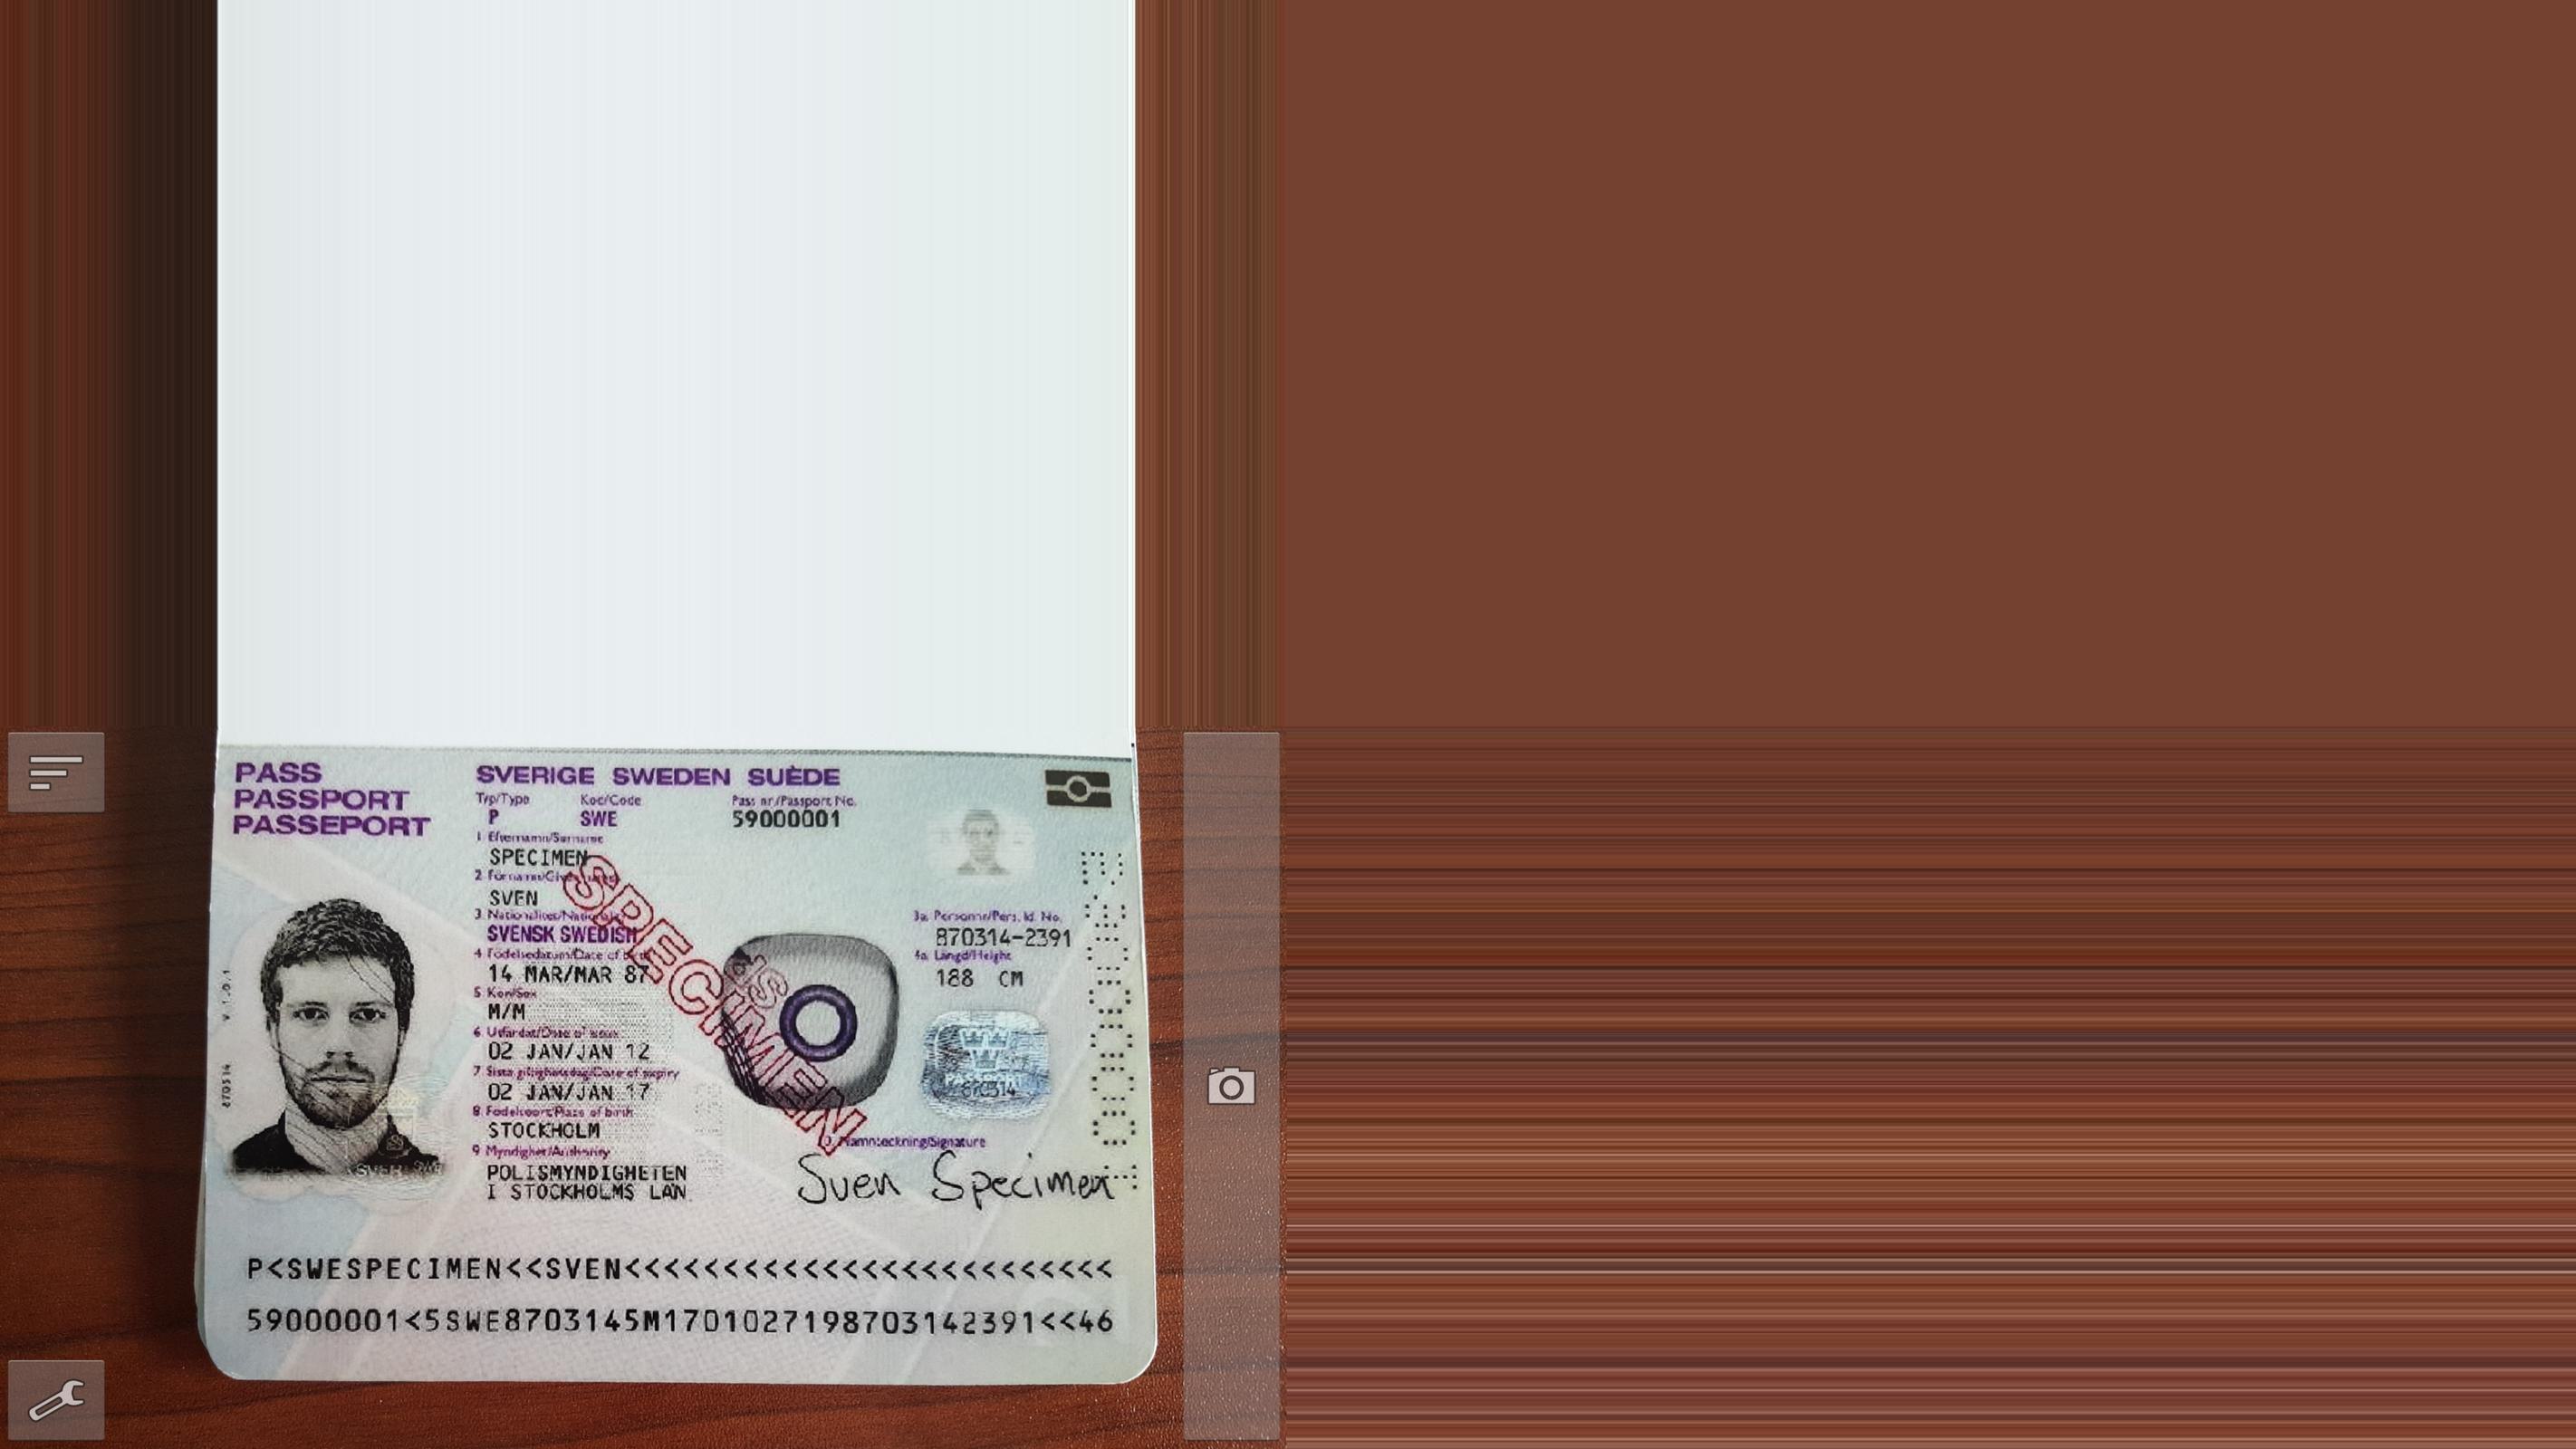 PASS
PASSPORT
PASSEPORT
SVERIGE SWEDEN SUÈDE
Typ/Type Kod/Code Pass nr./Passport No.
P SWE 59000001
1. Efternamn/Surname
SPECIMEN
2. Förnamn/Given names
SVEN
3. Nationalitet/Nationality
SVENSK SWEDISH
3a. Personnr/Pers. Id. No.
870314-2391
4. Födelsedatum/Date of birth
14 MAR/MAR 87
4a. Längd/Height
188 CM
5. Kön/Sex
M/M
6. Utfärdat/Date of issue
02 JAN/JAN 12
7. Sista giltighetsdag/Date of expiry
02 JAN/JAN 17
8. Födelseort/Place of birth
STOCKHOLM
9. Myndighet/Authority
POLISMYNDIGHETEN
I STOCKHOLMS LÄN
Namnteckning/Signature
Sven Specimen
SPECIMEN
870314
V.1.0.1
870314
P<SWESPECIMEN<<SVEN<<<<<<<<<<<<<<<<<<<<<<<<<
59000001<5SWE8703145M1701027198703142391<<46